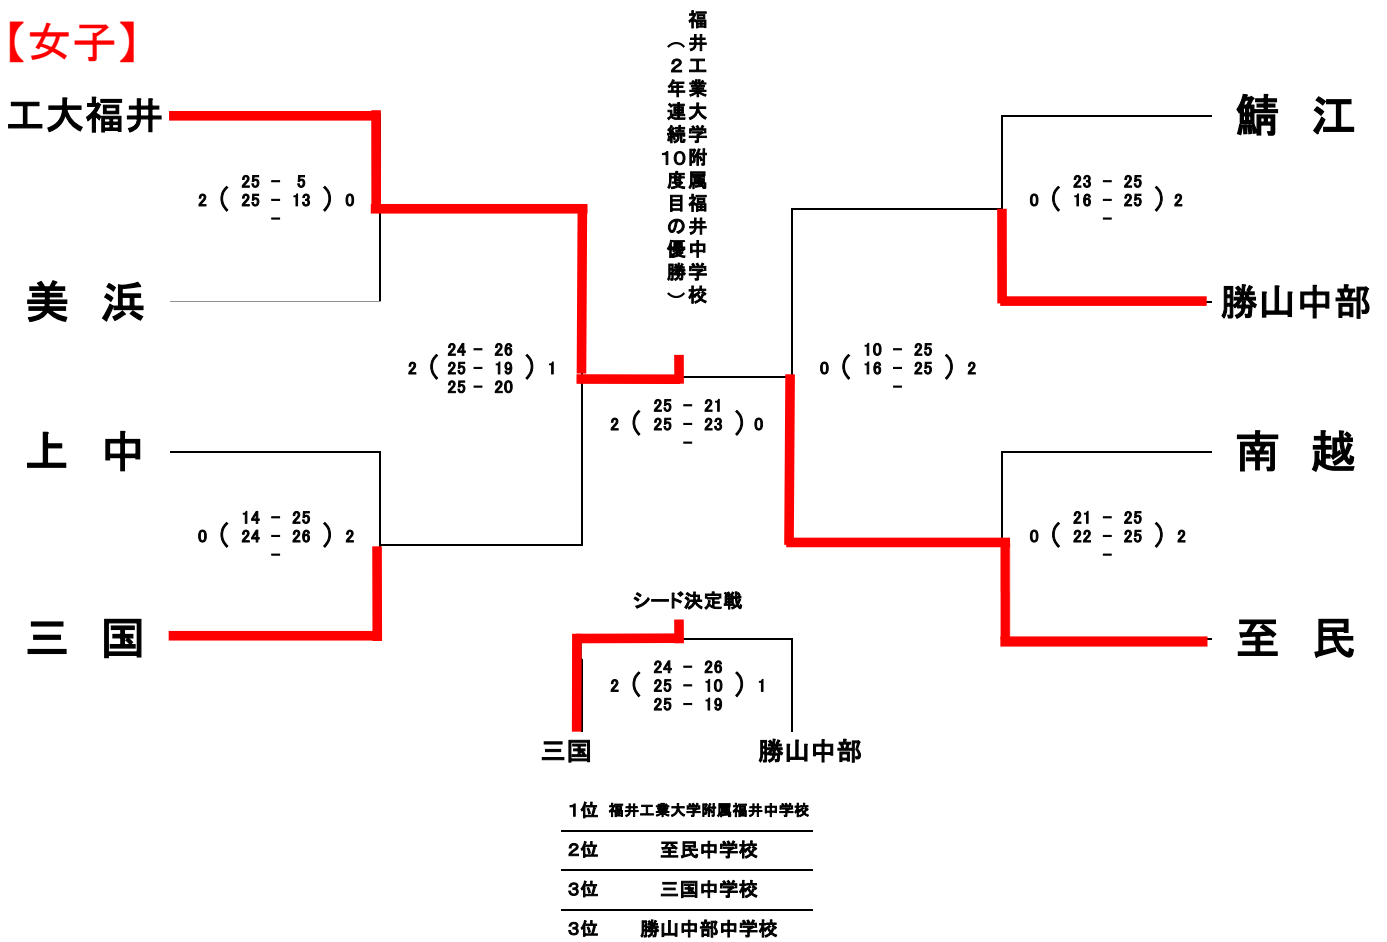 【女子】
福井工業大学附属福井中学校
（２年連続１０度目の優勝）
工大福井
25 - 5
2 ( 25 - 13 ) 0
-
美 浜
24 - 26
2 ( 25 - 19 ) 1
25 - 20
上 中
14 - 25
0 ( 24 - 26 ) 2
-
三 国
25 - 21
2 ( 25 - 23 ) 0
-
鯖 江
23 - 25
0 ( 16 - 25 ) 2
-
勝山中部
10 - 25
0 ( 16 - 25 ) 2
-
南 越
21 - 25
0 ( 22 - 25 ) 2
-
至 民
シード決定戦
24 - 26
2 ( 25 - 10 ) 1
25 - 19
三国 勝山中部
1位 福井工業大学附属福井中学校
2位 至民中学校
3位 三国中学校
3位 勝山中部中学校